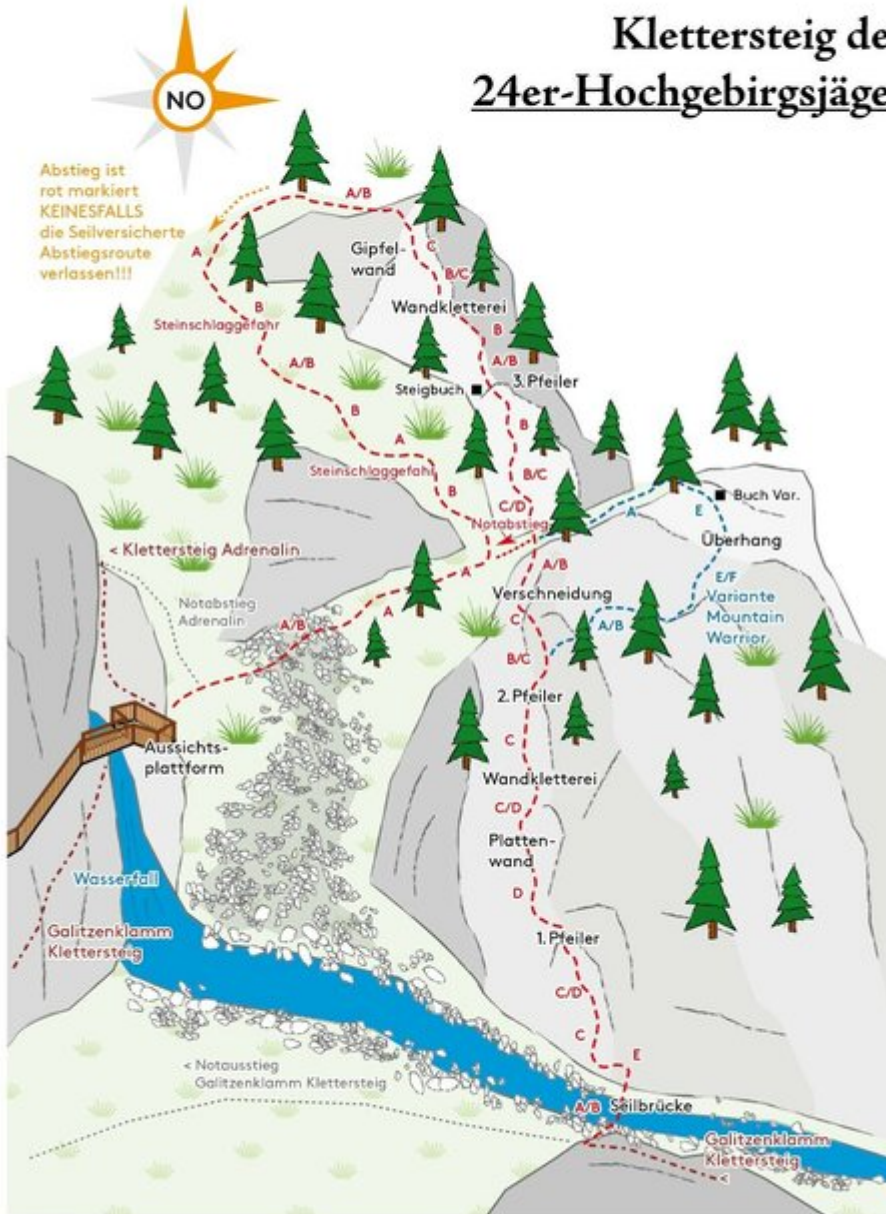 Klettersteig de
24er-Hochgebirgsjäge
NO
Abstieg ist
rot markiert
KEINESFALLS
die Seilversicherte
Abstiegsroute
verlassen!!!
A/B
A
C
Gipfel-
wand
B/C
B
Wandkletterei
Steinschlaggefahr
B
A/B
A/B
3. Pfeiler
Steigbuch
B
B
A
B/C
Steinschlaggefahr
B
C/D
Notabstieg
A
E
Buch Var.
Überhang
< Klettersteig Adrenalin
A/B
A
E/F
Notabstieg
Adrenalin
A
Verschneidung
Variante
Mountain
Warrior
A/B
A/B
C
B/C
2. Pfeiler
C
Aussichts-
plattform
Wandkletterei
C/D
Platten-
wand
Wasserfall
D
Galitzenklamm
Klettersteig
1. Pfeiler
C/D
C
E
< Notausstieg
Galitzenklamm Klettersteig
A/B
Seilbrücke
Galitzenklamm
Klettersteig
<